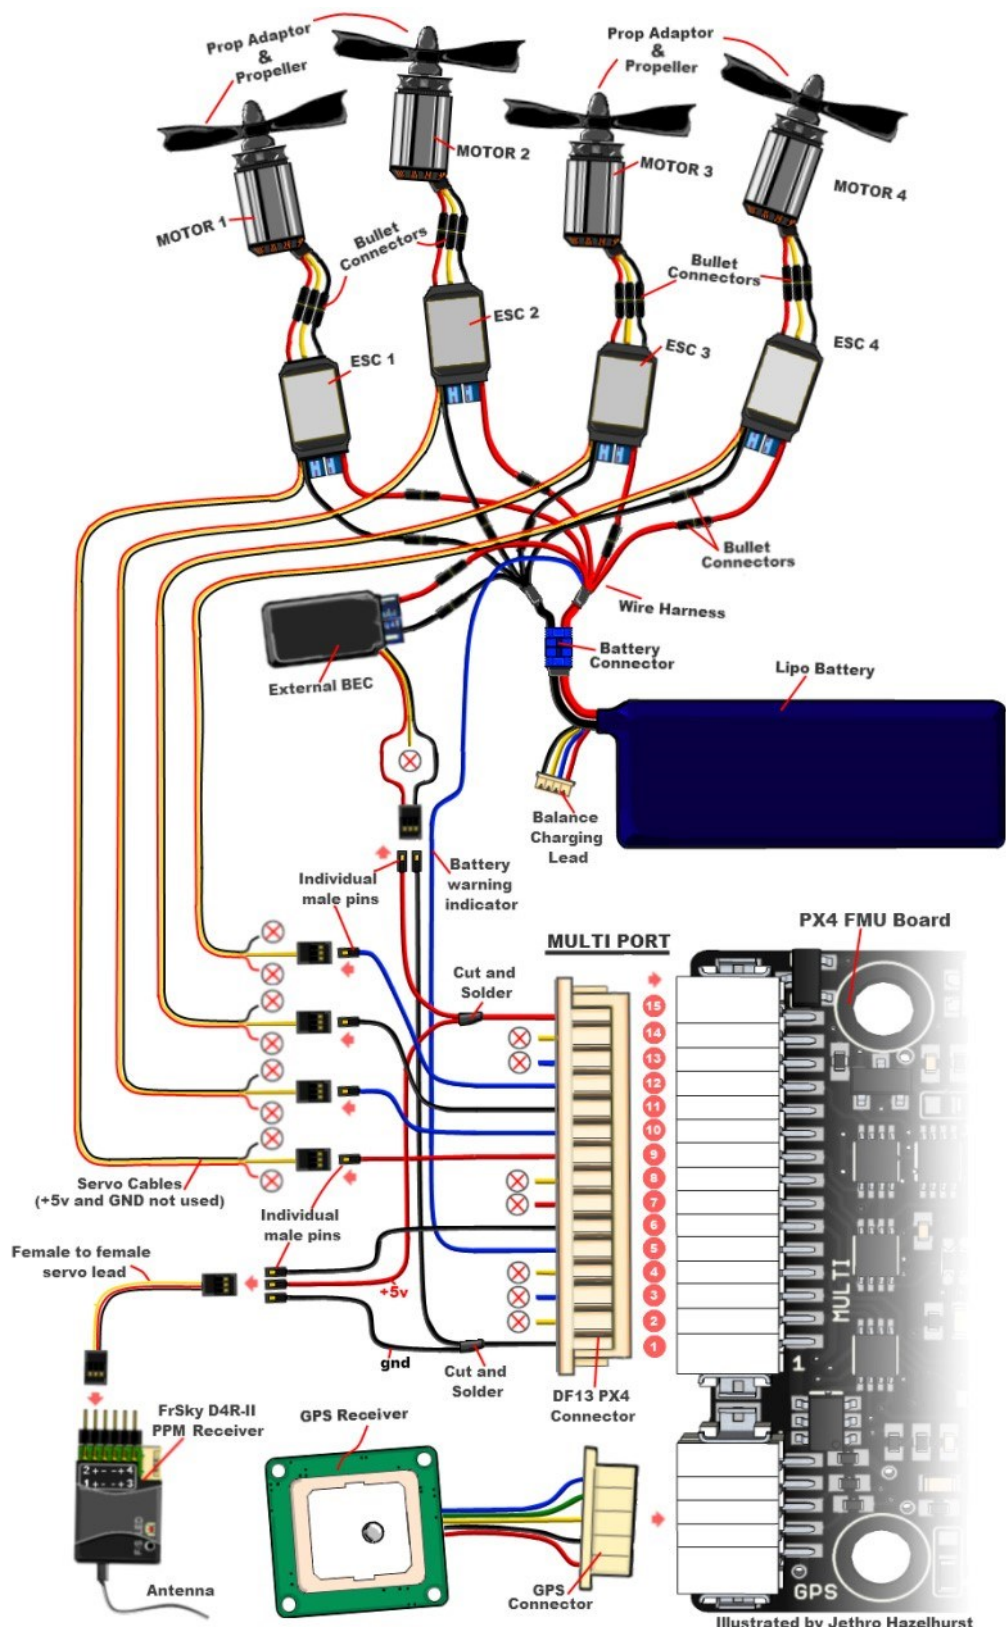 Prop Adaptor
&
Propeller
Prop Adaptor
&
Propeller
MOTOR 1
MOTOR 2
MOTOR 3
MOTOR 4
Bullet
Connectors
Bullet
Connectors
ESC 1
ESC 2
ESC 3
ESC 4
Bullet
Connectors
Wire Harness
External BEC
Battery
Connector
Lipo Battery
Balance
Charging
Lead
Individual
male pins
Battery
warning
indicator
MULTI PORT
PX4 FMU Board
Cut and
Solder
15
14
13
12
11
10
9
8
7
6
5
4
3
2
1
MULTI
1
Servo Cables
(+5v and GND not used)
Individual
male pins
Female to female
servo lead
+5v
gnd
Cut and
Solder
DF13 PX4
Connector
FrSky D4R-II
PPM Receiver
2+--4
1+--3
LED
F/S
Antenna
GPS Receiver
GPS
Connector
GPS
Illustrated by Jethro Hazelhurst